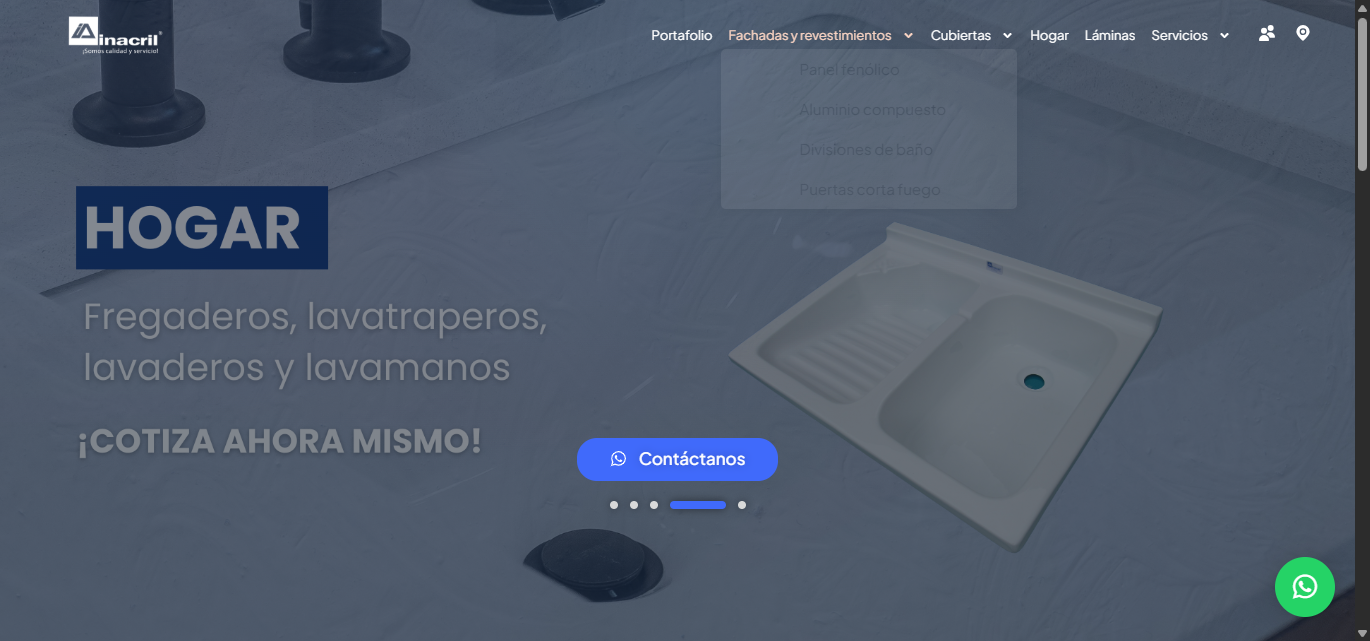 inacril®
¡Somos calidad y servicio!
Portafolio
Fachadas y revestimientos
Cubiertas
Hogar
Láminas
Servicios
Panel fenólico
Aluminio compuesto
Divisiones de baño
Puertas corta fuego
HOGAR
Fregaderos, lavatraperos,
lavaderos y lavamanos
¡COTIZA AHORA MISMO!
Contáctanos